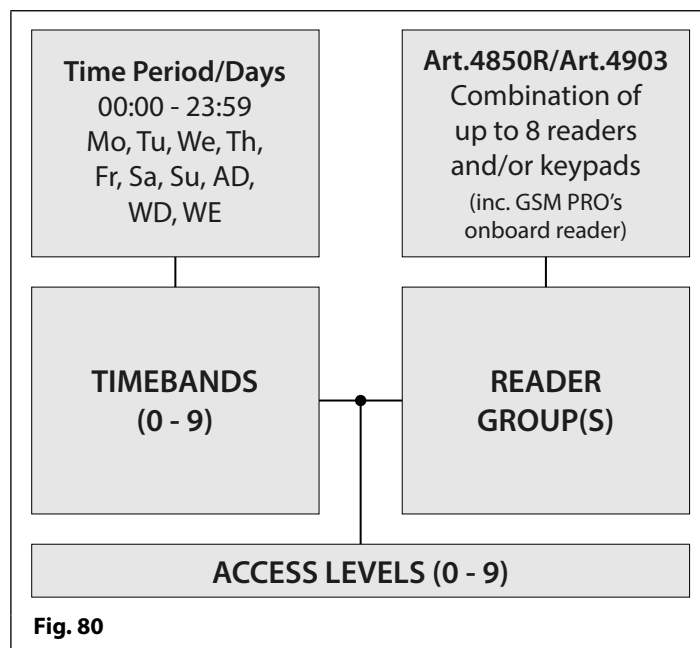 Time Period/Days
00:00 - 23:59
Mo, Tu, We, Th,
Fr, Sa, Su, AD,
WD, WE
Art.4850R/Art.4903
Combination of
up to 8 readers
and/or keypads
(inc. GSM PRO’s
onboard reader)
TIMEBANDS
(0 - 9)
READER
GROUP(S)
ACCESS LEVELS (0 - 9)
Fig. 80